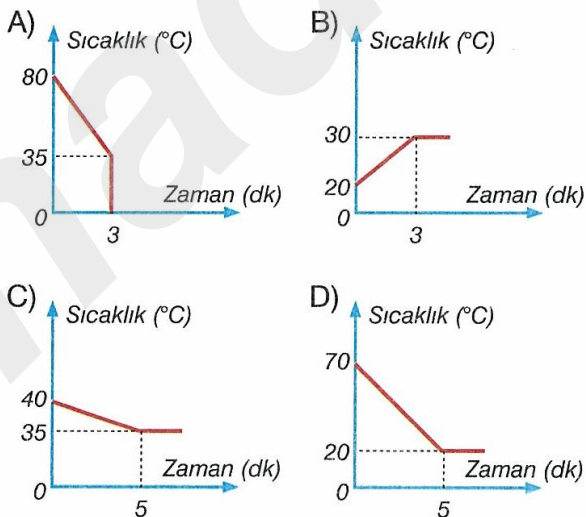 A)
Sıcaklık (°C)
80
35
0
3
Zaman (dk)
B)
Sıcaklık (°C)
30
20
0
3
Zaman (dk)
C)
Sıcaklık (°C)
40
35
0
5
Zaman (dk)
D)
Sıcaklık (°C)
70
20
0
5
Zaman (dk)